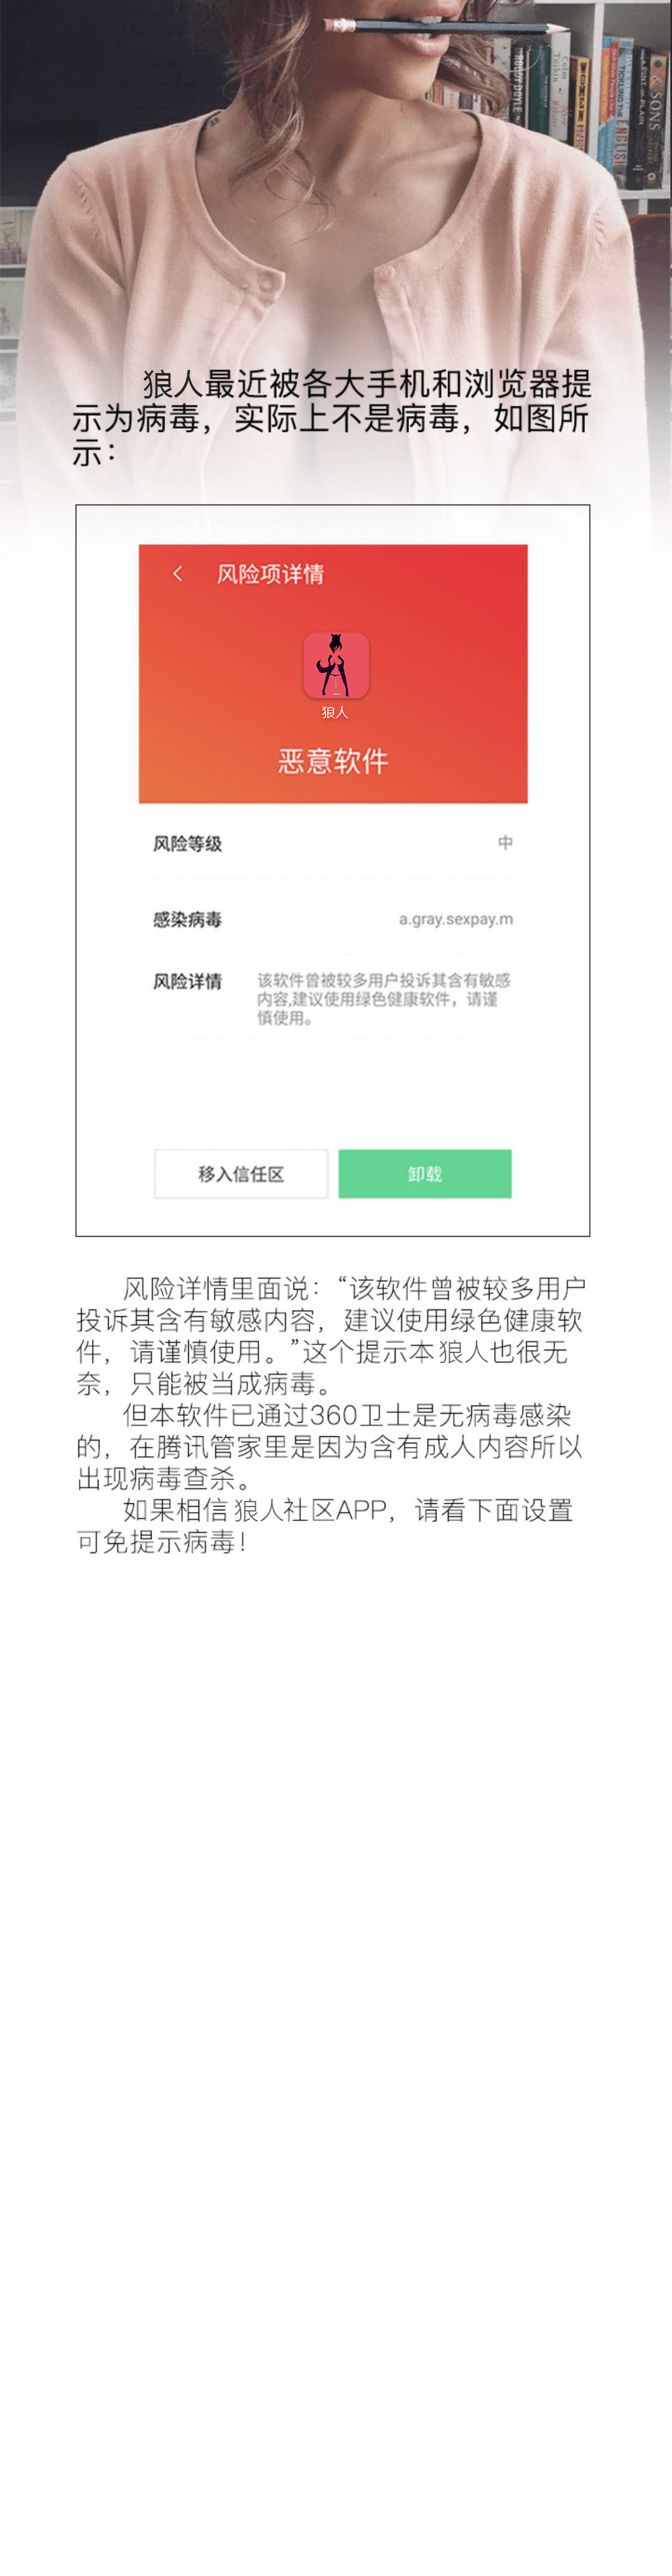 RODDY DOYLE
Colm Tóibín
WOMEN
TICKLING THE ENGLISH
& SONS
狼人最近被各大手机和浏览器提
示为病毒，实际上不是病毒，如图所
示：
风险项详情
狼人
恶意软件
风险等级 中
感染病毒 a.gray.sexpay.m
风险详情 该软件曾被较多用户投诉其含有敏感
内容,建议使用绿色健康软件，请谨
慎使用。
移入信任区 卸载
风险详情里面说：“该软件曾被较多用户
投诉其含有敏感内容，建议使用绿色健康软
件，请谨慎使用。”这个提示本狼人也很无
奈，只能被当成病毒。
但本软件已通过360卫士是无病毒感染
的，在腾讯管家里是因为含有成人内容所以
出现病毒查杀。
如果相信狼人社区APP，请看下面设置
可免提示病毒！